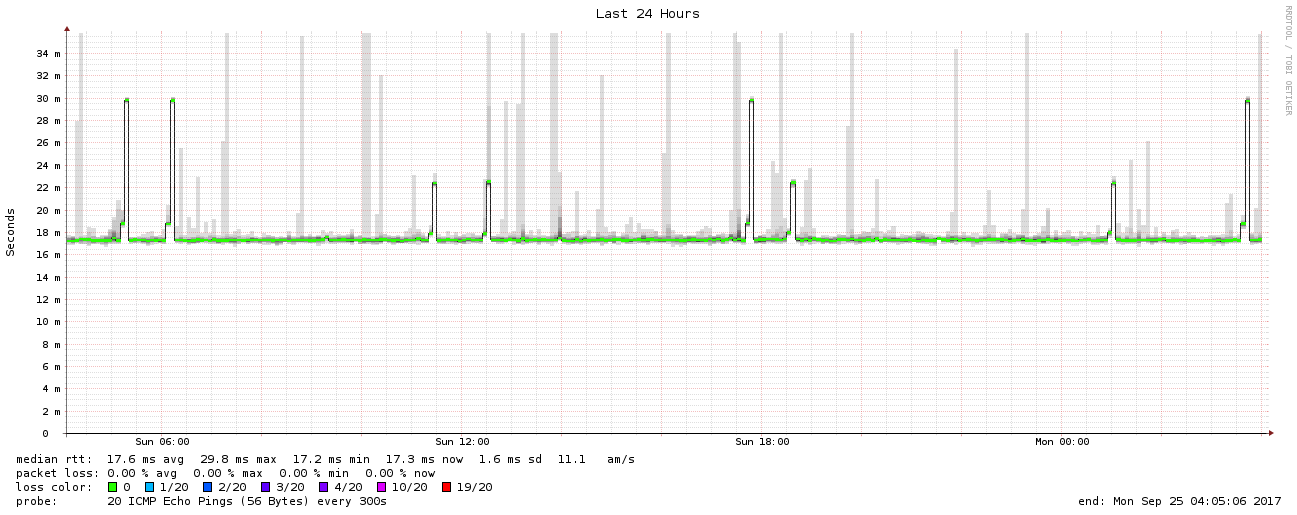 Last 24 Hours
RRDTOOL / TOBI OETIKER
Seconds
34 m
32 m
30 m
28 m
26 m
24 m
22 m
20 m
18 m
16 m
14 m
12 m
10 m
8 m
6 m
4 m
2 m
0
Sun 06:00 Sun 12:00 Sun 18:00 Mon 00:00
median rtt: 17.6 ms avg 29.8 ms max 17.2 ms min 17.3 ms now 1.6 ms sd 11.1 am/s
packet loss: 0.00 % avg 0.00 % max 0.00 % min 0.00 % now
loss color: 0 1/20 2/20 3/20 4/20 10/20 19/20
probe: 20 ICMP Echo Pings (56 Bytes) every 300s end: Mon Sep 25 04:05:06 2017